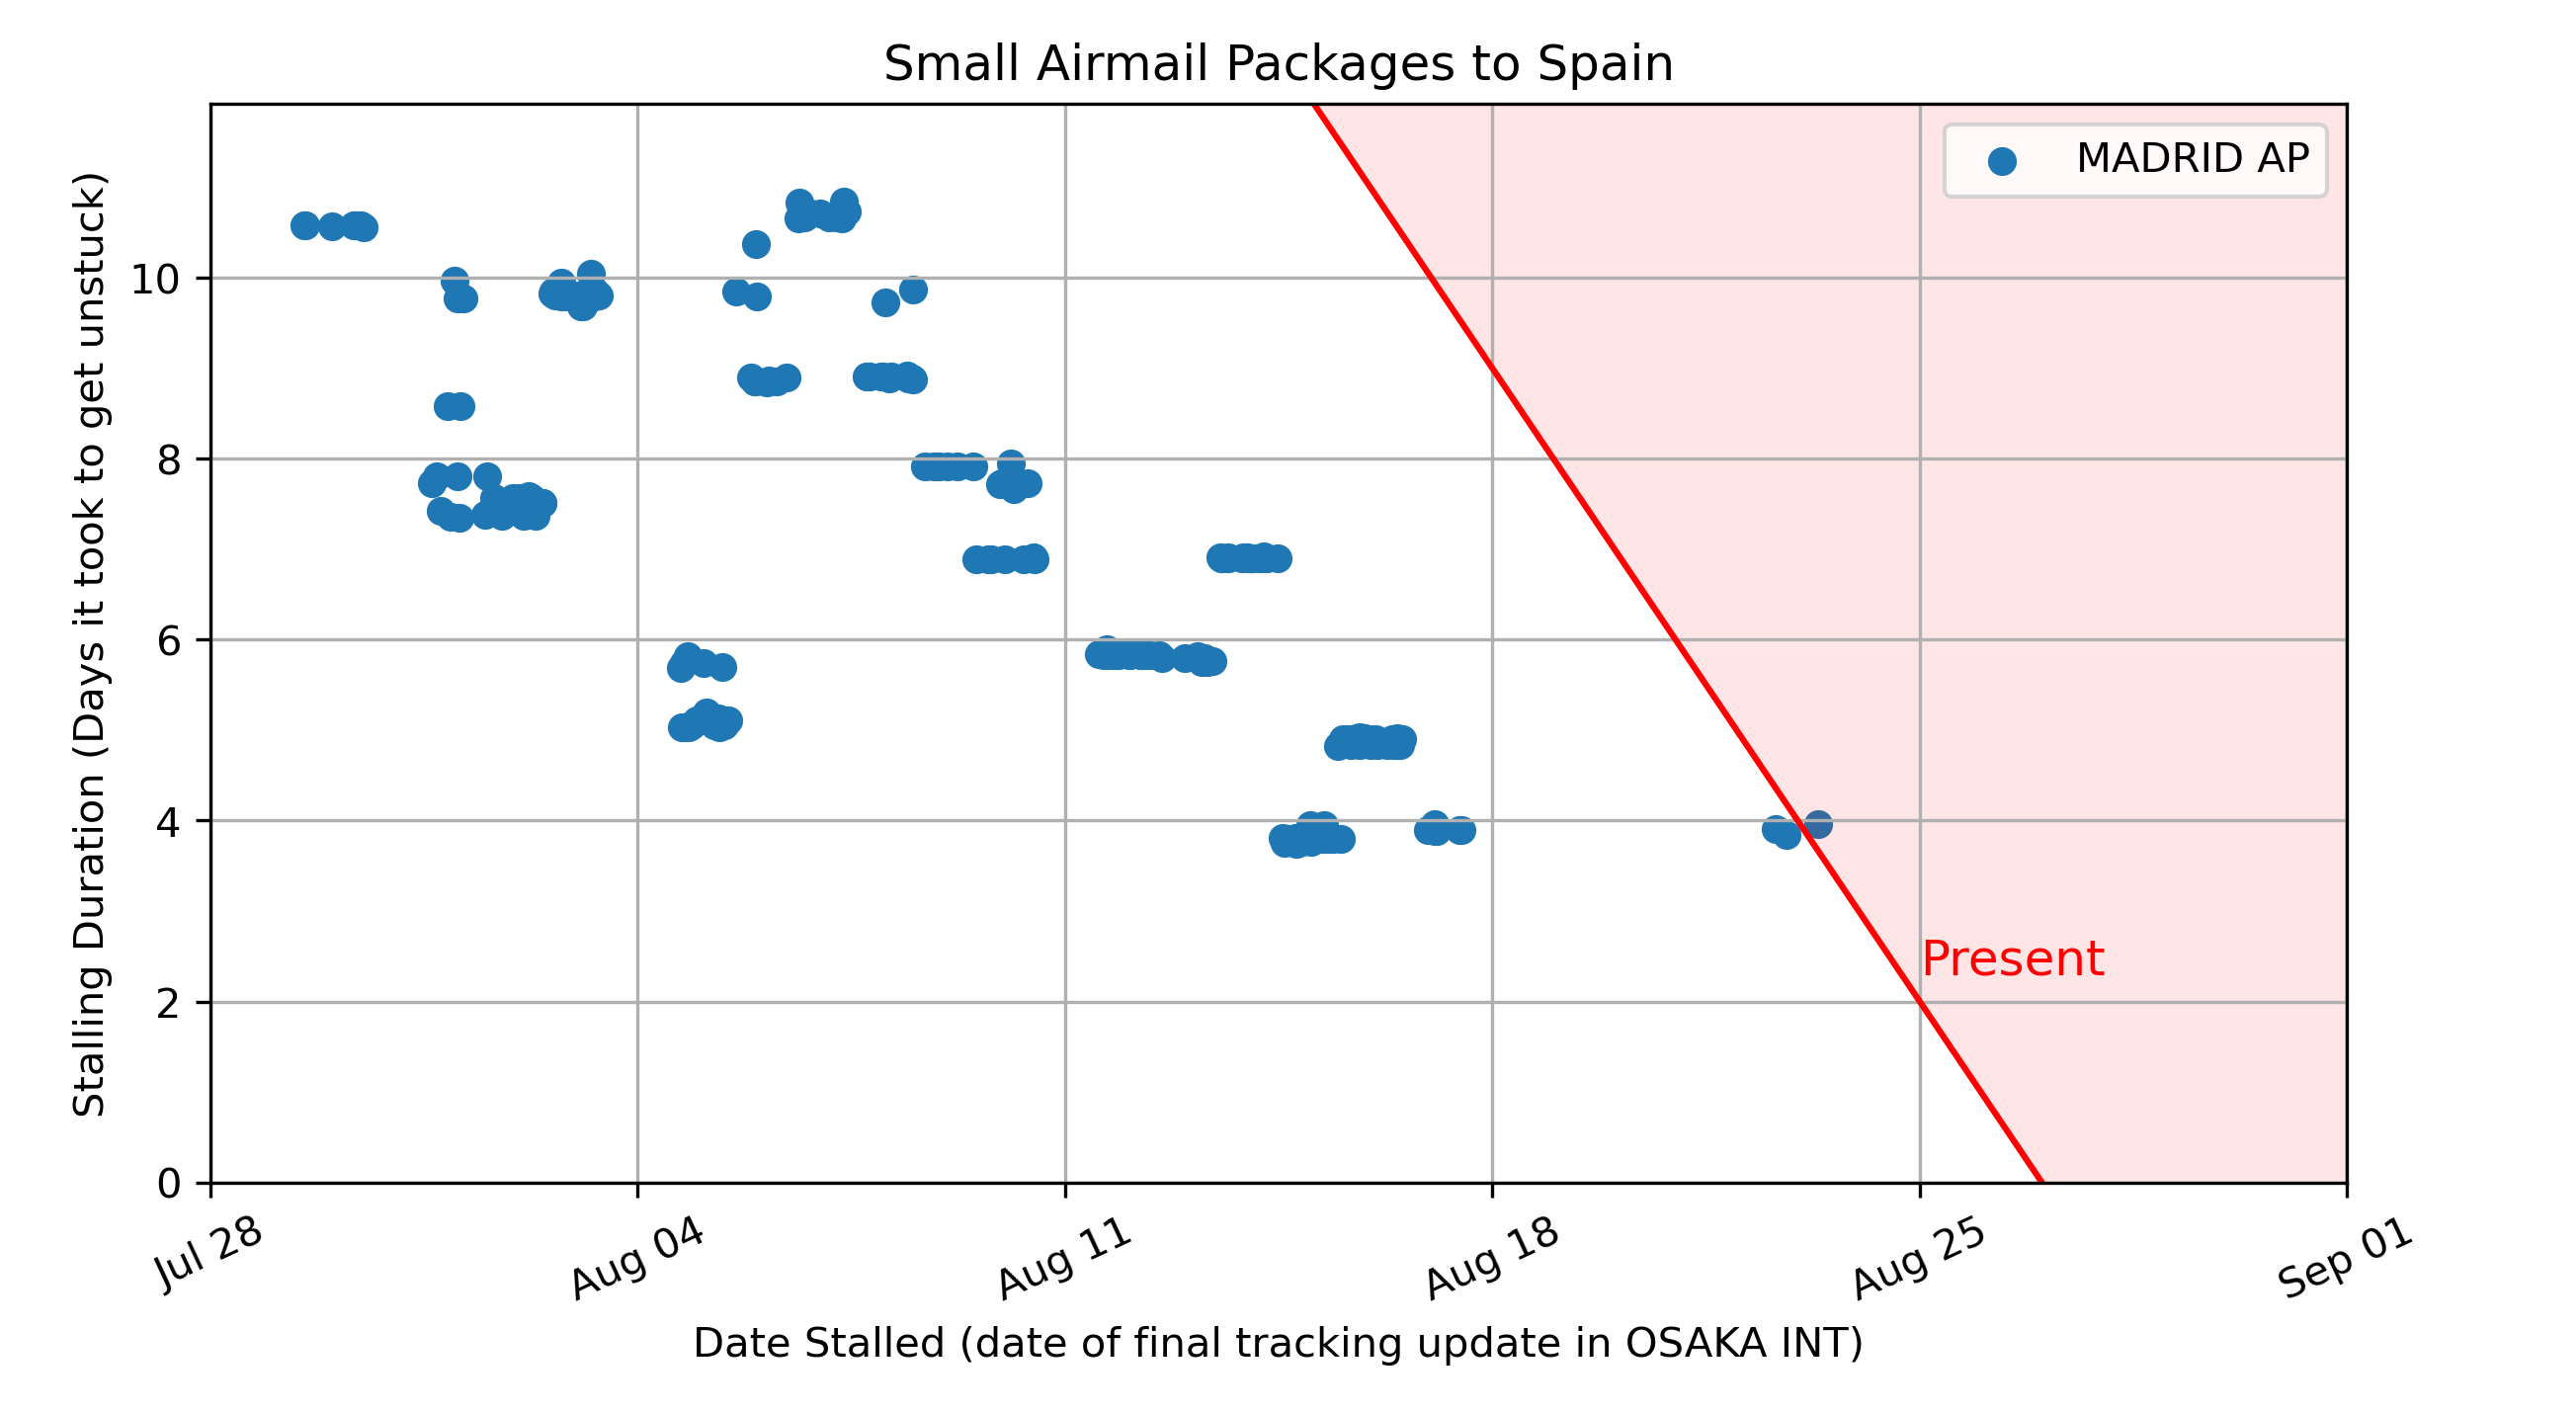 Small Airmail Packages to Spain
MADRID AP
Stalling Duration (Days it took to get unstuck)
10
8
6
4
2
0
Present
Jul 28
Aug 04
Aug 11
Aug 18
Aug 25
Sep 01
Date Stalled (date of final tracking update in OSAKA INT)